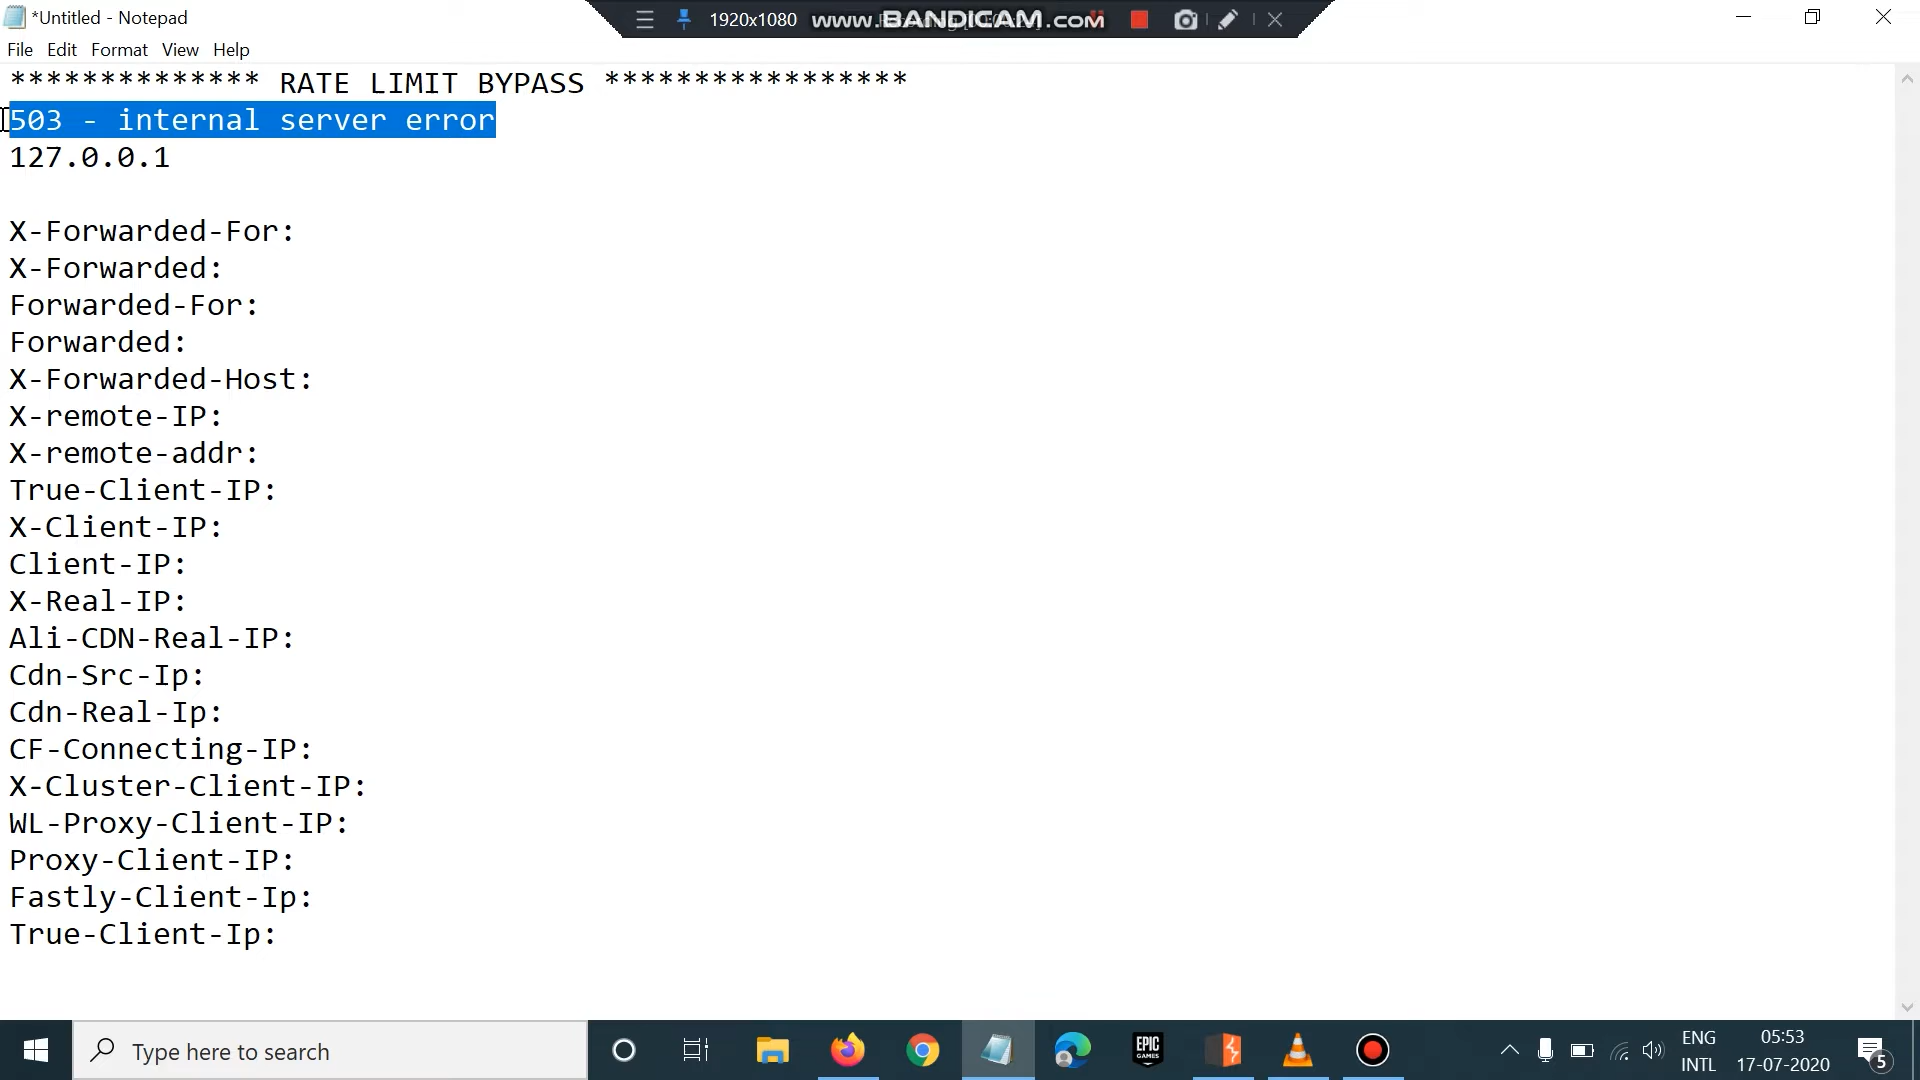 *Untitled - Notepad
1920x1080
www.BANDICAM.com
File Edit Format View Help
************** RATE LIMIT BYPASS *****************
503 - internal server error
127.0.0.1
X-Forwarded-For:
X-Forwarded:
Forwarded-For:
Forwarded:
X-Forwarded-Host:
X-remote-IP:
X-remote-addr:
True-Client-IP:
X-Client-IP:
Client-IP:
X-Real-IP:
Ali-CDN-Real-IP:
Cdn-Src-Ip:
Cdn-Real-Ip:
CF-Connecting-IP:
X-Cluster-Client-IP:
WL-Proxy-Client-IP:
Proxy-Client-IP:
Fastly-Client-Ip:
True-Client-Ip:
Type here to search
EPIC
GAMES
ENG
INTL
05:53
17-07-2020
5